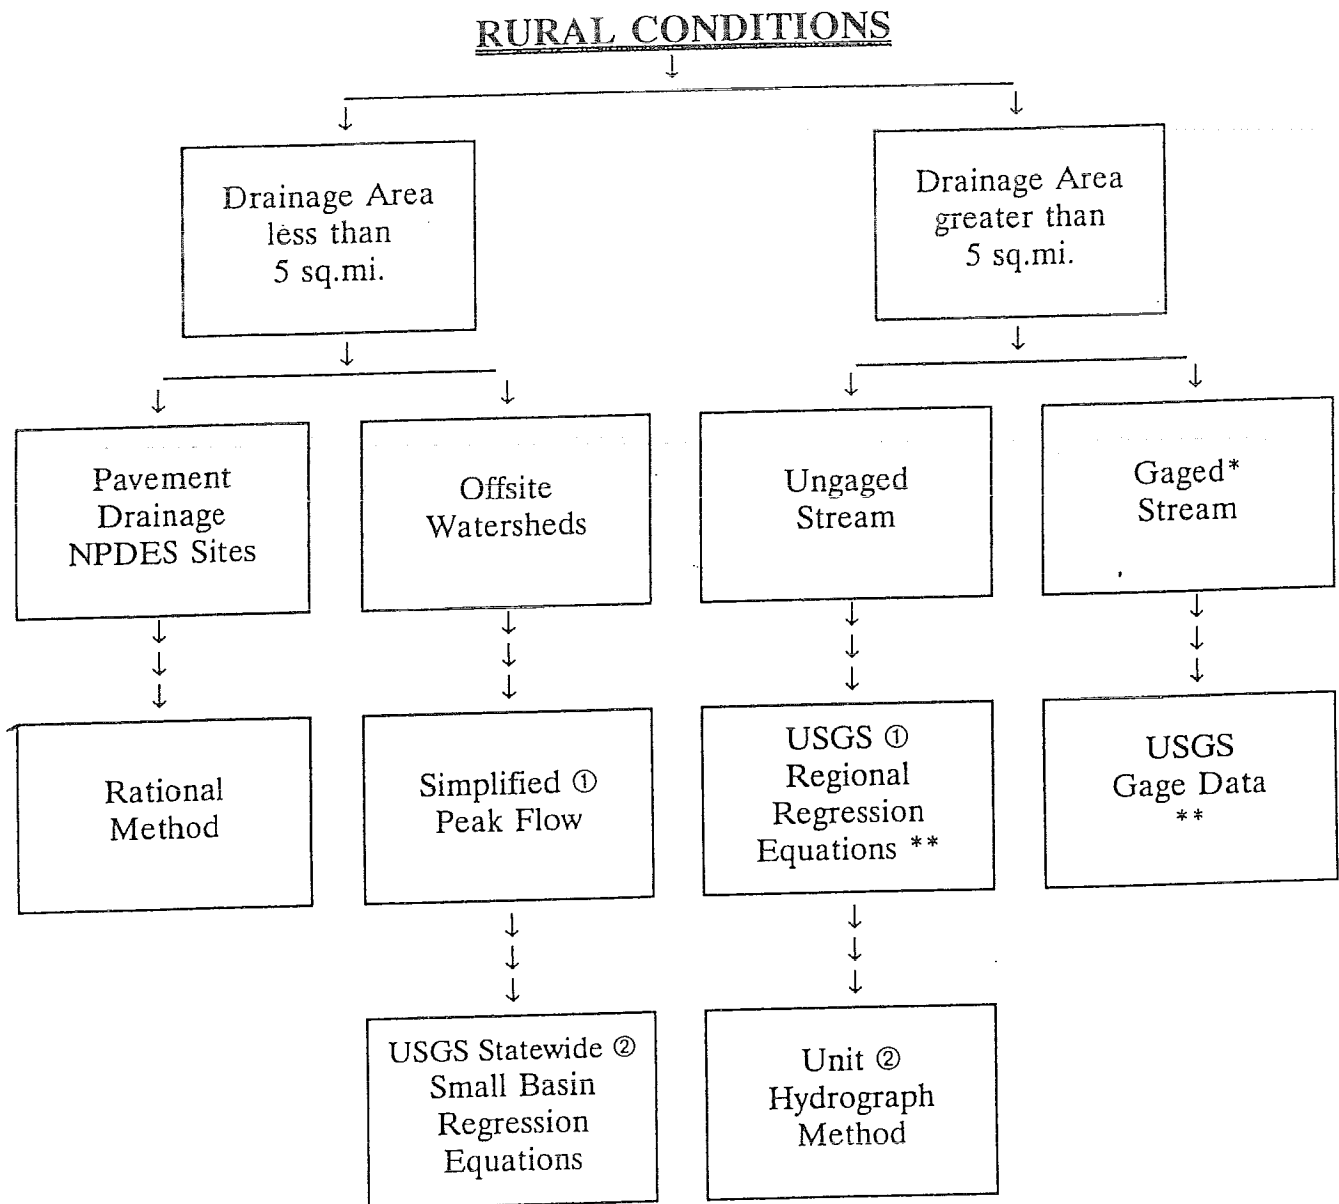 RURAL CONDITIONS
Drainage Area
less than
5 sq.mi.
Drainage Area
greater than
5 sq.mi.
Pavement
Drainage
NPDES Sites
Offsite
Watersheds
Ungaged
Stream
Gaged*
Stream
Rational
Method
Simplified ①
Peak Flow
USGS ①
Regional
Regression
Equations **
USGS
Gage Data
**
USGS Statewide ②
Small Basin
Regression
Equations
Unit ②
Hydrograph
Method